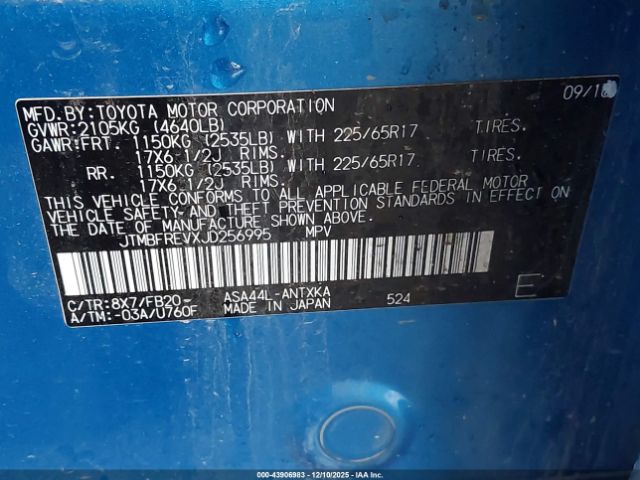 09/18
MFD.BY:TOYOTA MOTOR CORPORATION
GVWR:2105KG (4640LB)
GAWR:FRT. 1150KG (2535LB) WITH 225/65R17 TIRES.
17X6 1/2J RIMS.
RR. 1150KG (2535LB) WITH 225/65R17. TIRES.
17X6 1/2J RIMS.
THIS VEHICLE CONFORMS TO ALL APPLICABLE FEDERAL MOTOR
VEHICLE SAFETY AND THEFT PREVENTION STANDARDS IN EFFECT ON
THE DATE OF MANUFACTURE SHOWN ABOVE.
JTMBFREVXJD256995 MPV
C/TR:8X7/FB20- ASA44L-ANTXKA 524 E
A/TM:-03A/U760F MADE IN JAPAN
000-43906983 - 12/10/2025 - IAA Inc.